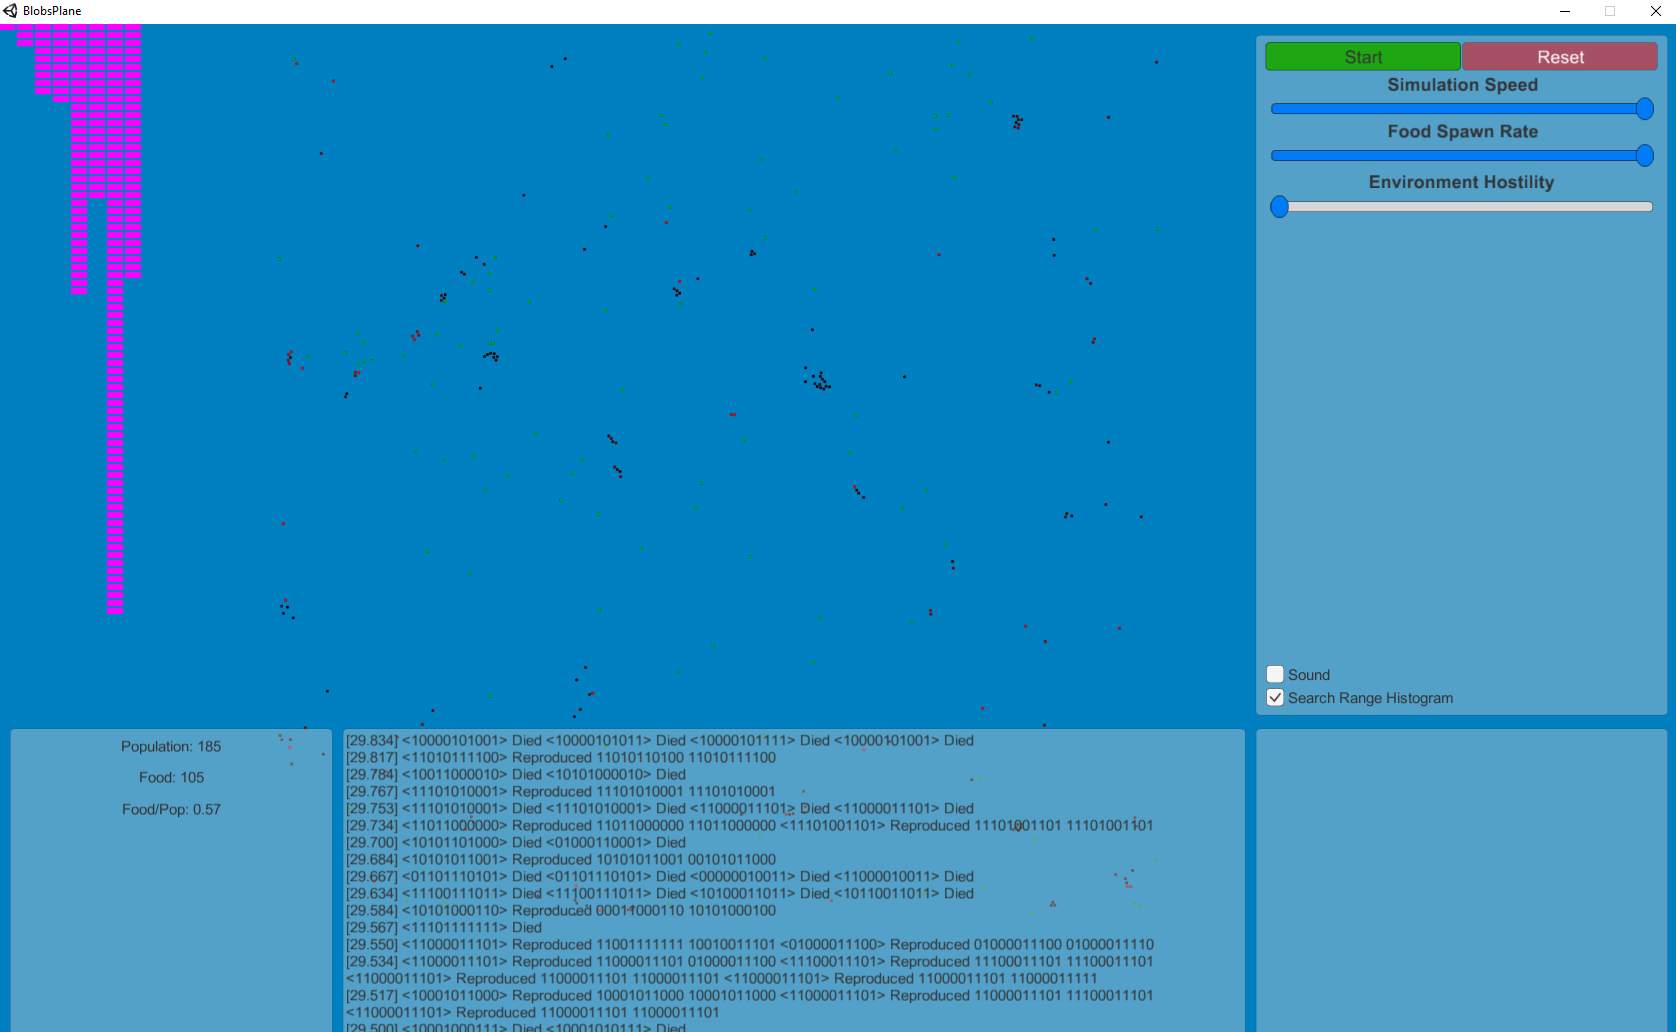 BlobsPlane
Start
Reset
Simulation Speed
Food Spawn Rate
Environment Hostility
Sound
Search Range Histogram
Population: 185
Food: 105
Food/Pop: 0.57
[29.834] <10000101001> Died <10000101011> Died <10000101111> Died <10000101001> Died
[29.817] <11010111100> Reproduced 11010110100 11010111100
[29.784] <10011000010> Died <10101000010> Died
[29.767] <11101010001> Reproduced 11101010001 11101010001
[29.753] <11101010001> Died <11101010001> Died <11000011101> Died <11000011101> Died
[29.734] <11011000000> Reproduced 11011000000 11011000000 <11101001101> Reproduced 11101001101 11101001101
[29.700] <10101101000> Died <01000110001> Died
[29.684] <10101011001> Reproduced 10101011001 00101011000
[29.667] <01101110101> Died <01101110101> Died <00000010011> Died <11000010011> Died
[29.634] <11100111011> Died <11100111011> Died <10100011011> Died <10110011011> Died
[29.584] <10101000110> Reproduced 00011000110 10101000100
[29.567] <11101111111> Died
[29.550] <11000011101> Reproduced 11001111111 10010011101 <01000011100> Reproduced 01000011100 01000011110
[29.534] <11000011101> Reproduced 11000011101 01000011100 <11100011101> Reproduced 11100011101 11100011101
<11000011101> Reproduced 11000011101 11000011101 <11000011101> Reproduced 11000011101 11000011111
[29.517] <10001011000> Reproduced 10001011000 10001011000 <11000011101> Reproduced 11000011101 11100011101
<11000011101> Reproduced 11000011101 11000011101
[29.500] <10001000111> Died <10001010111> Died